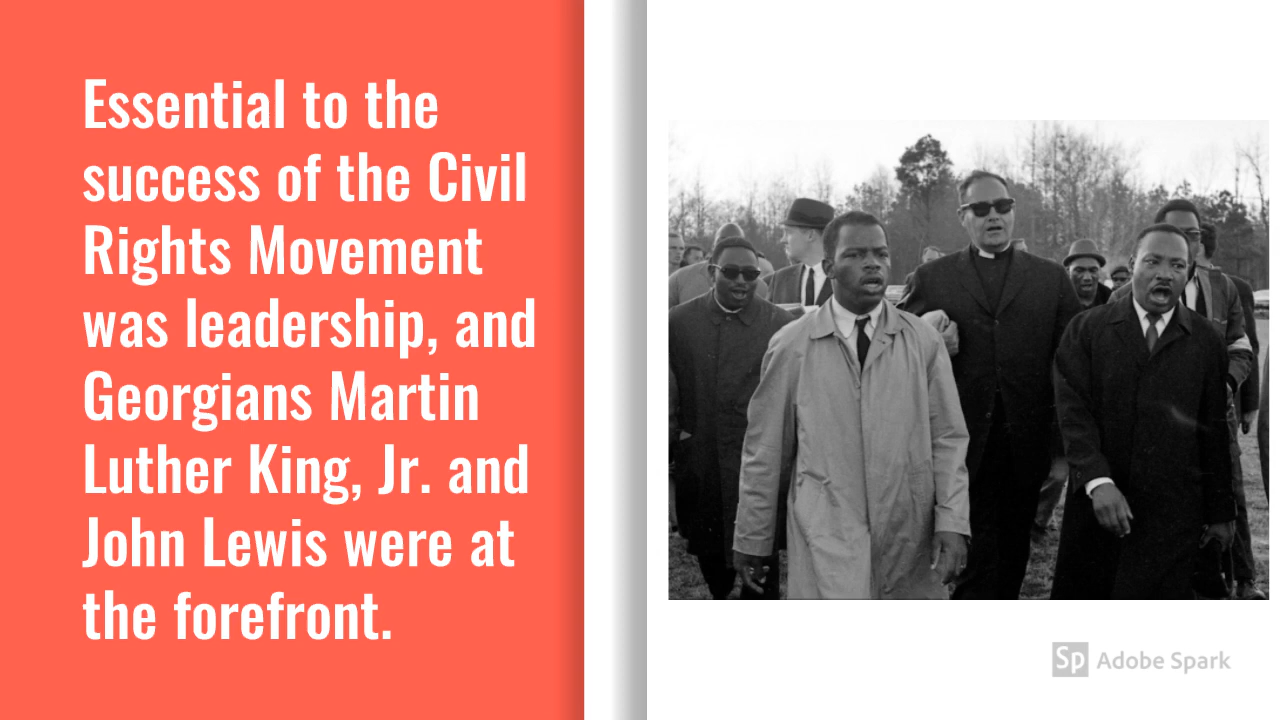 Essential to the
success of the Civil
Rights Movement
was leadership, and
Georgians Martin
Luther King, Jr. and
John Lewis were at
the forefront.
Sp Adobe Spark